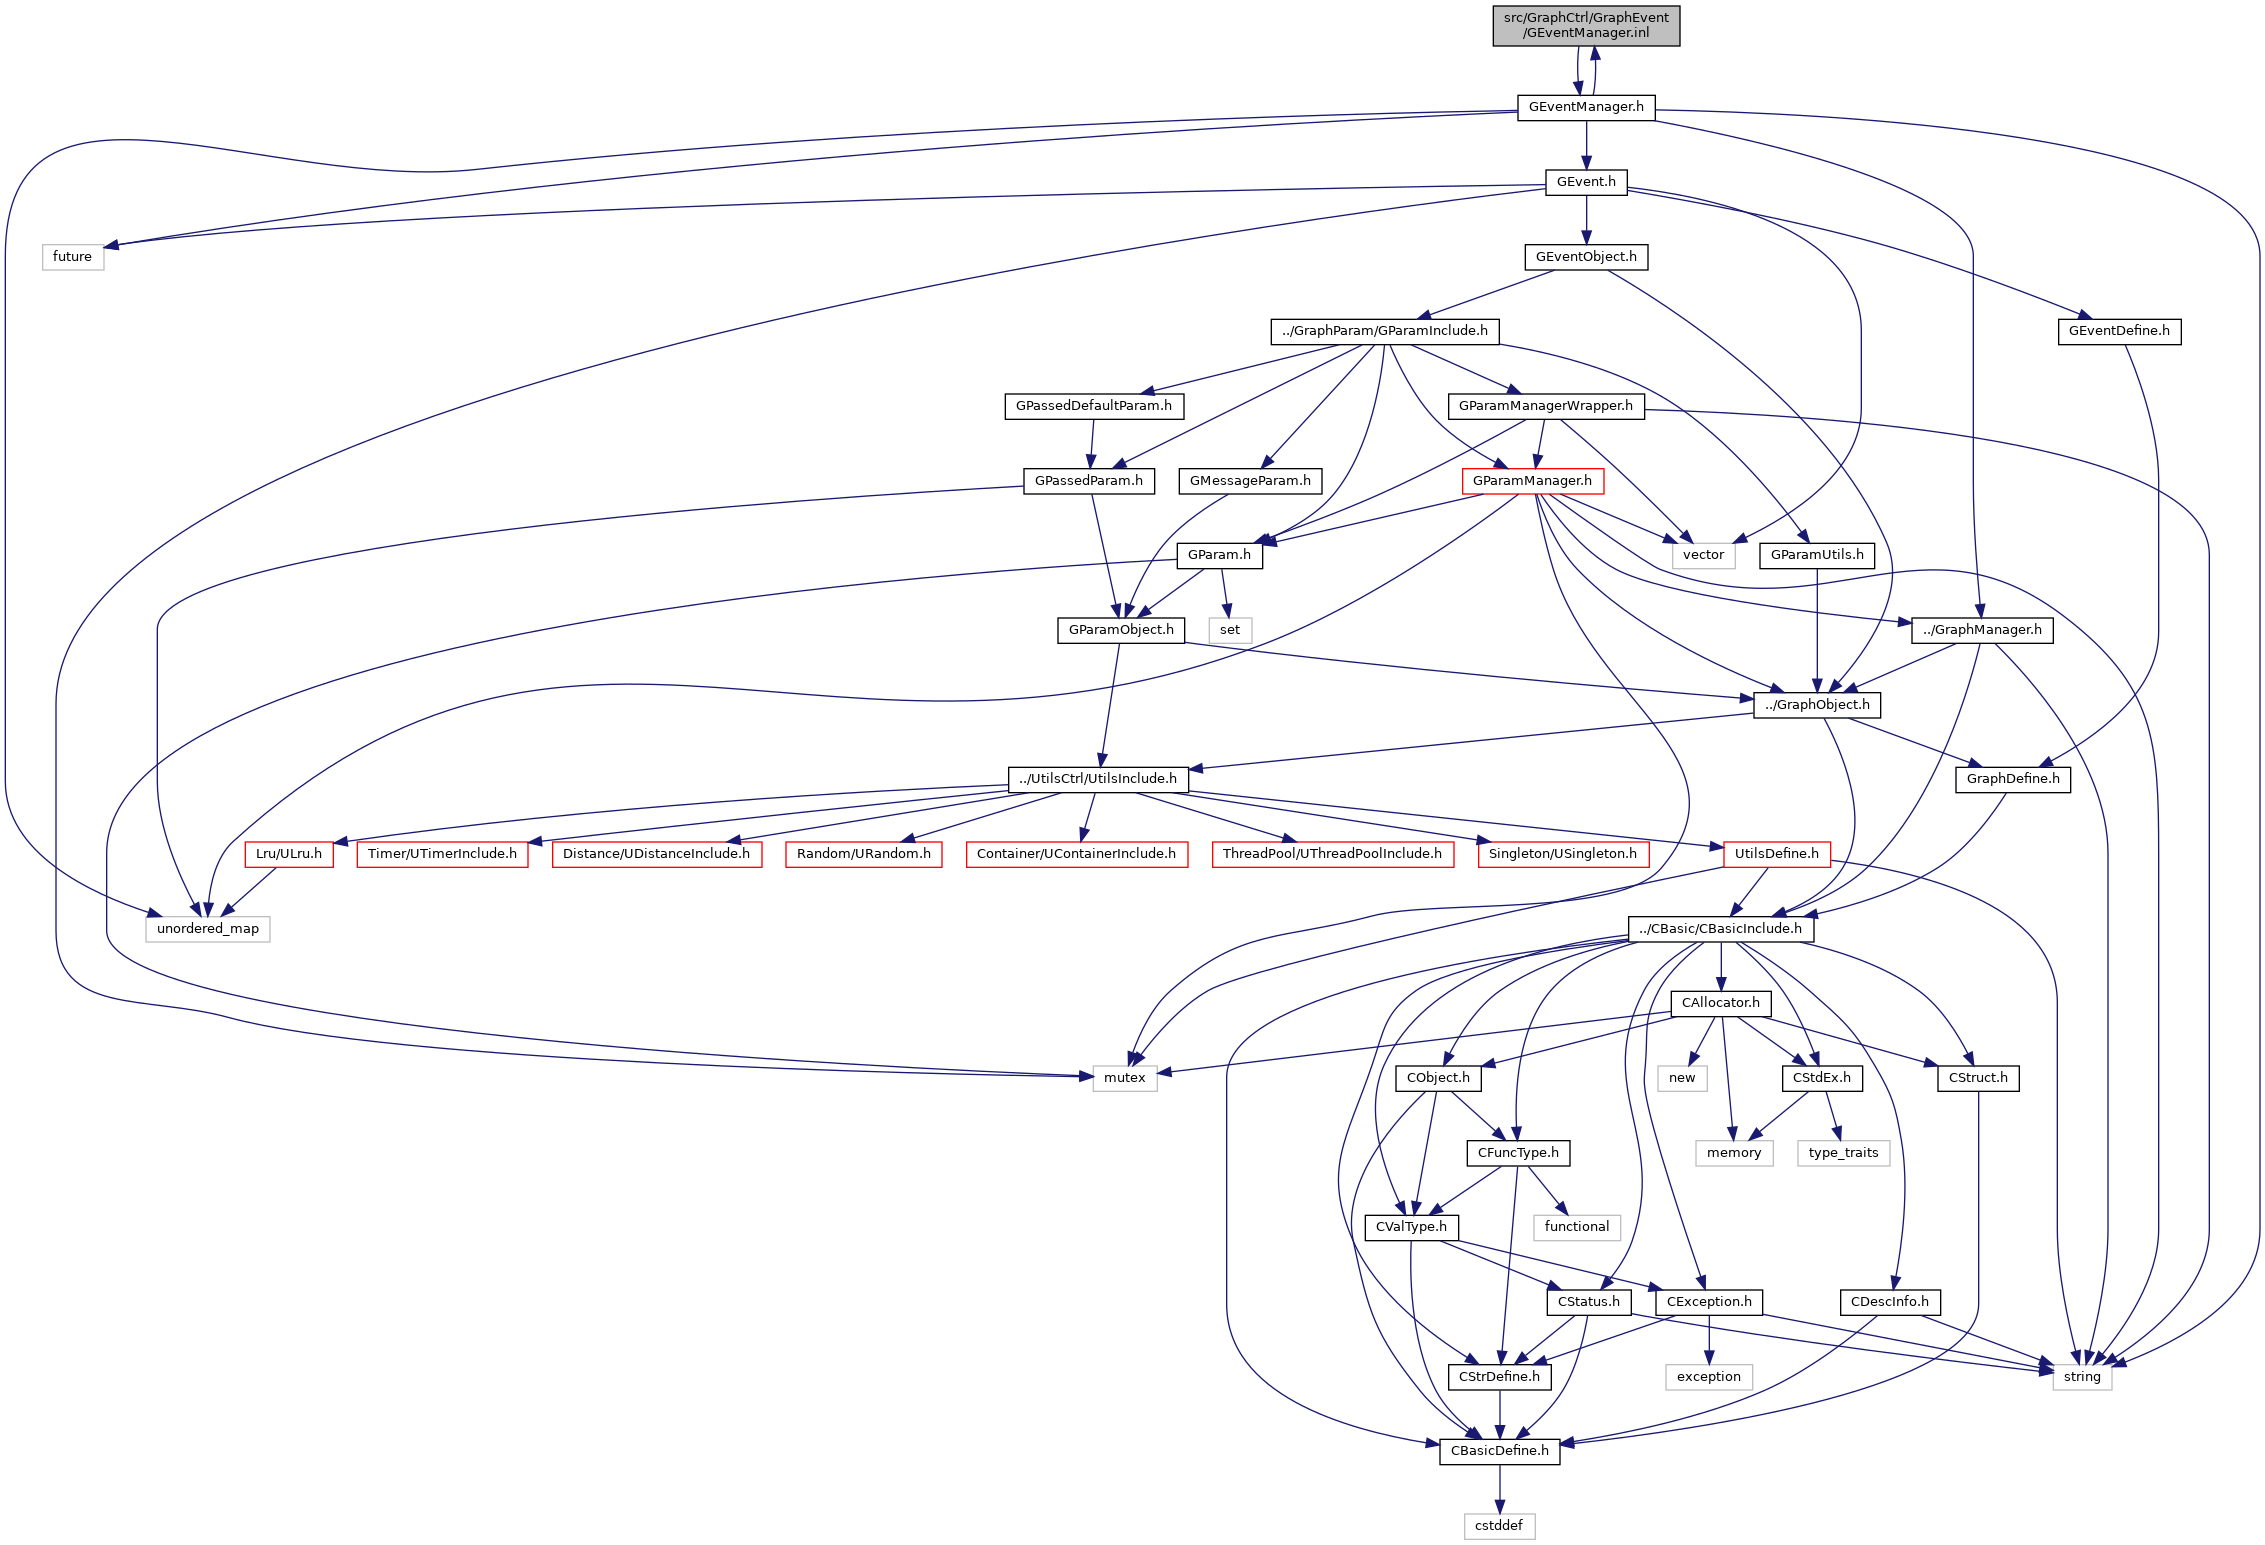 src/GraphCtrl/GraphEvent
/GEventManager.inl
GEventManager.h
GEvent.h
future
GEventObject.h
../GraphParam/GParamInclude.h
GEventDefine.h
GPassedDefaultParam.h
GParamManagerWrapper.h
GPassedParam.h
GMessageParam.h
GParamManager.h
GParam.h
vector
GParamUtils.h
GParamObject.h
set
../GraphManager.h
../GraphObject.h
../UtilsCtrl/UtilsInclude.h
GraphDefine.h
Lru/ULru.h
Timer/UTimerInclude.h
Distance/UDistanceInclude.h
Random/URandom.h
Container/UContainerInclude.h
ThreadPool/UThreadPoolInclude.h
Singleton/USingleton.h
UtilsDefine.h
unordered_map
../CBasic/CBasicInclude.h
CAllocator.h
mutex
CObject.h
new
CStdEx.h
CStruct.h
CFuncType.h
memory
type_traits
CValType.h
functional
CStatus.h
CException.h
CDescInfo.h
CStrDefine.h
exception
string
CBasicDefine.h
cstddef